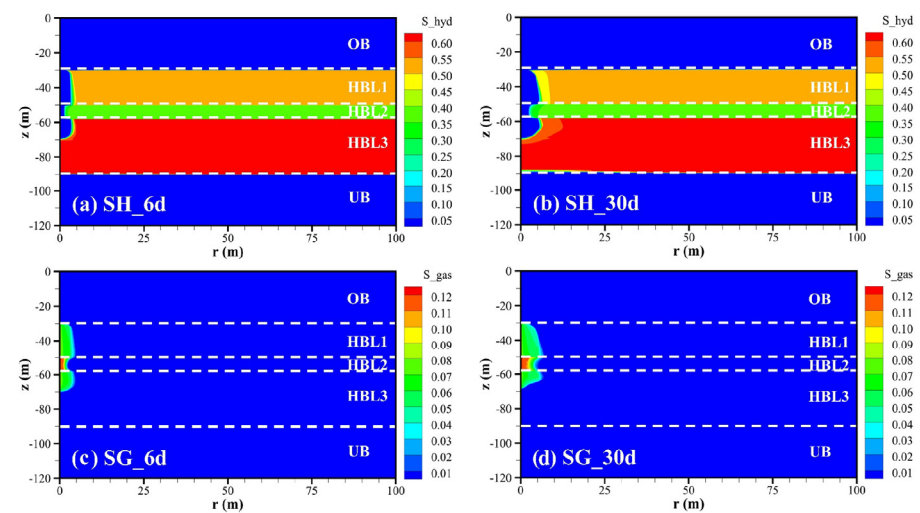 S_hyd
0
-20
-40
-60
-80
-100
-120
z (m)
OB
HBL1
HBL2
HBL3
UB
(a) SH_6d
0
25
50
75
100
r (m)
0.60
0.55
0.50
0.45
0.40
0.35
0.30
0.25
0.20
0.15
0.10
0.05
S_hyd
0
-20
-40
-60
-80
-100
-120
z (m)
OB
HBL1
HBL2
HBL3
UB
(b) SH_30d
0
25
50
75
100
r (m)
0.60
0.55
0.50
0.45
0.40
0.35
0.30
0.25
0.20
0.15
0.10
0.05
S_gas
0
-20
-40
-60
-80
-100
-120
z (m)
OB
HBL1
HBL2
HBL3
UB
(c) SG_6d
0
25
50
75
100
r (m)
0.12
0.11
0.10
0.09
0.08
0.07
0.06
0.05
0.04
0.03
0.02
0.01
S_gas
0
-20
-40
-60
-80
-100
-120
z (m)
OB
HBL1
HBL2
HBL3
UB
(d) SG_30d
0
25
50
75
100
r (m)
0.12
0.11
0.10
0.09
0.08
0.07
0.06
0.05
0.04
0.03
0.02
0.01